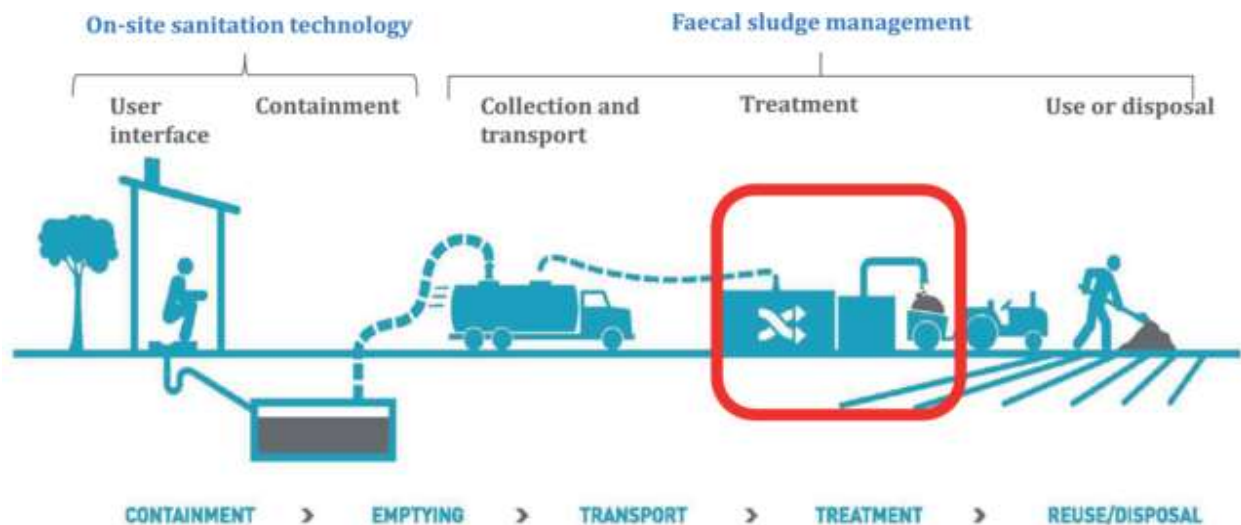 On-site sanitation technology
Faecal sludge management
User
interface
Containment
Collection and
transport
Treatment
Use or disposal
CONTAINMENT > EMPTYING > TRANSPORT > TREATMENT > REUSE/DISPOSAL